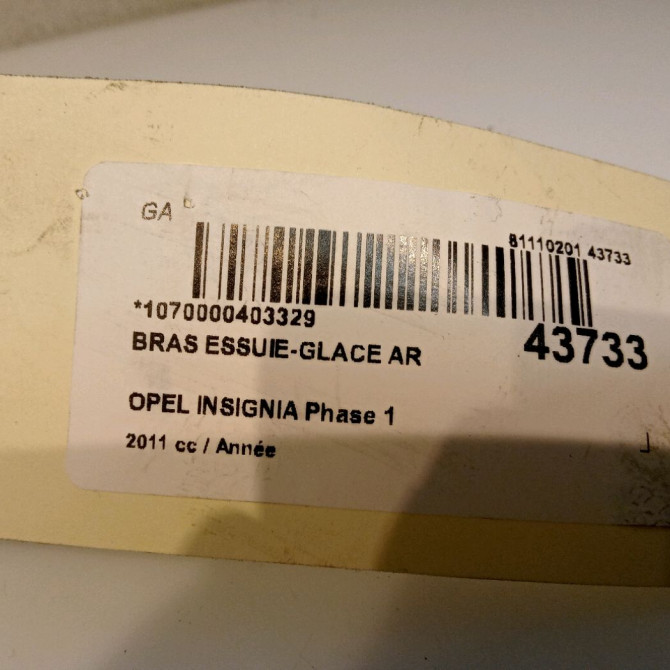 GA
81110201 43733
*1070000403329
43733
BRAS ESSUIE-GLACE AR
OPEL INSIGNIA Phase 1
2011 cc / Année